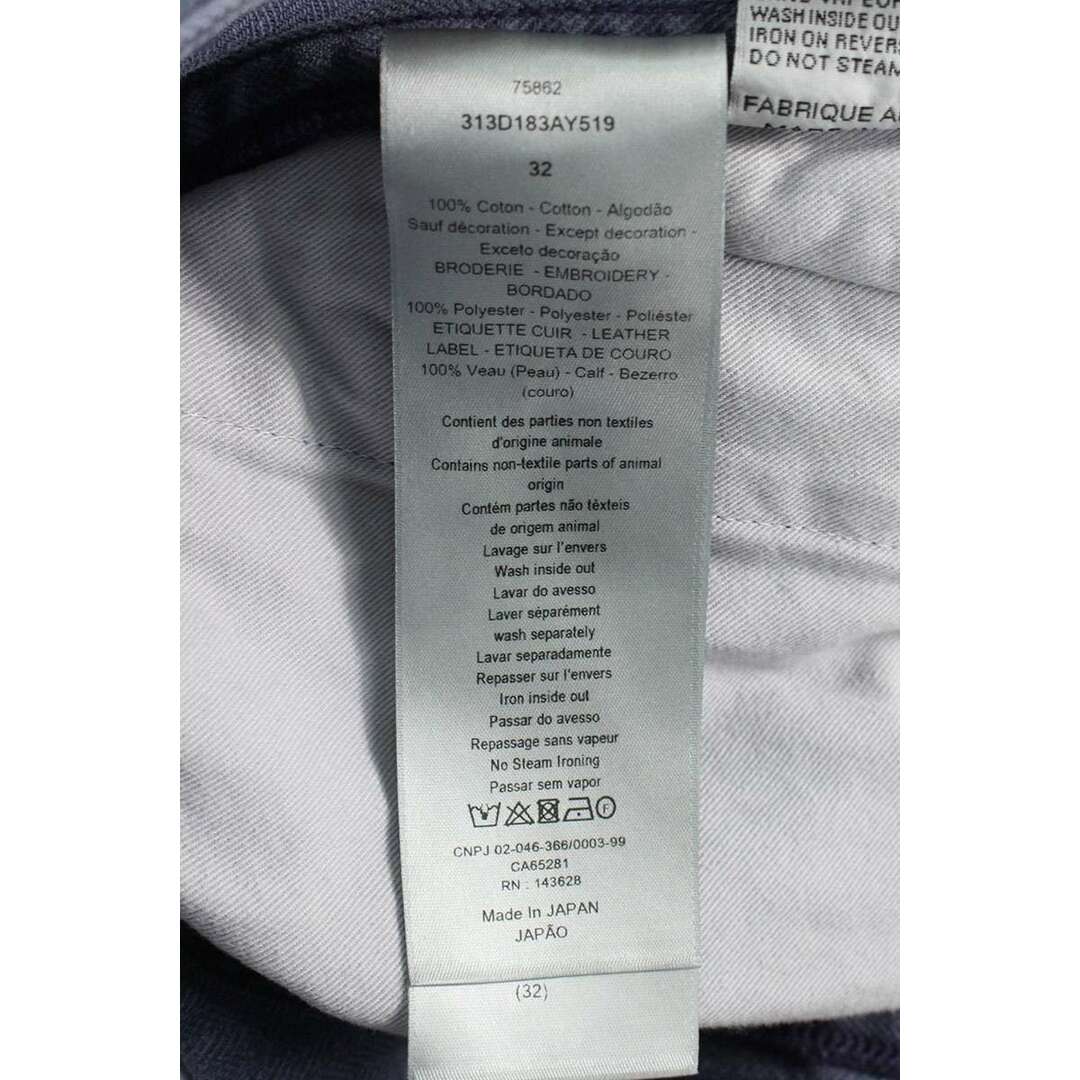 75862
313D183AY519
32
100% Coton - Cotton - Algodão
Sauf décoration - Except decoration -
Exceto decoração
BRODERIE - EMBROIDERY -
BORDADO
100% Polyester - Polyester - Poliéster
ETIQUETTE CUIR - LEATHER
LABEL - ETIQUETA DE COURO
100% Veau (Peau) - Calf - Bezerro
(couro)
Contient des parties non textiles
d'origine animale
Contains non-textile parts of animal
origin
Contém partes não têxteis
de origem animal
Lavage sur l'envers
Wash inside out
Lavar do avesso
Laver séparément
wash separately
Lavar separadamente
Repasser sur l'envers
Iron inside out
Passar do avesso
Repassage sans vapeur
No Steam Ironing
Passar sem vapor
F
CNPJ 02-046-366/0003-99
CA65281
RN : 143628
Made In JAPAN
JAPÃO
(32)
WASH INSIDE OU
IRON ON REVERS
DO NOT STEAM
FABRIQUE A